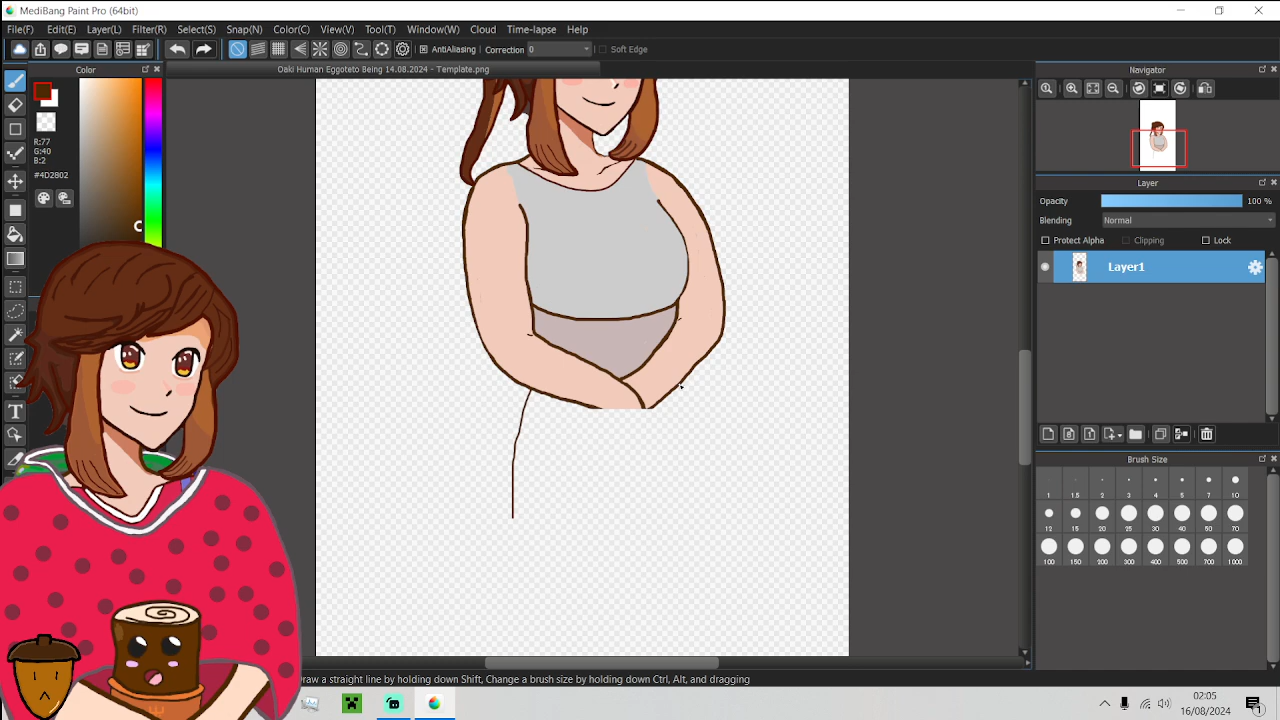 MediBang Paint Pro (64bit)
File(F) Edit(E) Layer(L) Filter(R) Select(S) Snap(N) Color(C) View(V) Tool(T) Window(W) Cloud Time-lapse Help
AntiAliasing Correction 0 Soft Edge
Color
Oaki Human Eggoteto Being 14.08.2024 - Template.png
Navigator
R:77
G:40
B:2
#4D2802
Layer
Opacity 100 %
Blending Normal
Protect Alpha Clipping Lock
Layer1
T
Brush Size
1 1.5 2 3 4 5 7 10
12 15 20 25 30 40 50 70
100 150 200 300 400 500 700 1000
raw a straight line by holding down Shift, Change a brush size by holding down Ctrl, Alt, and dragging
02:05
16/08/2024
1